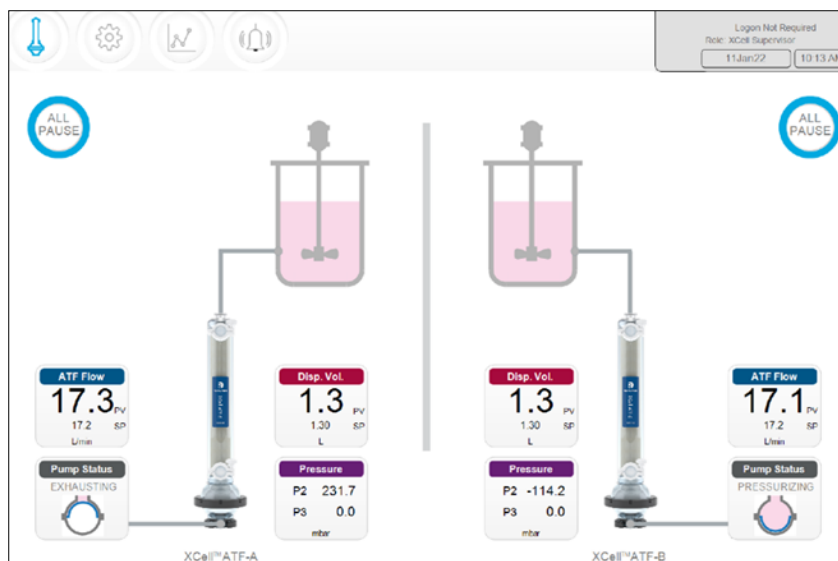 Logon Not Required
Role: XCell Supervisor
11Jan22
10:13 AM
ALL
PAUSE
ALL
PAUSE
ATF Flow
17.3 PV
17.2 SP
L/min
Disp. Vol.
1.3 PV
1.30 SP
L
Disp. Vol.
1.3 PV
1.30 SP
L
ATF Flow
17.1 PV
17.2 SP
L/min
Pump Status
EXHAUSTING
Pressure
P2 231.7
P3 0.0
mbar
Pressure
P2 -114.2
P3 0.0
mbar
Pump Status
PRESSURIZING
XCell™ATF-A
XCell™ATF-B